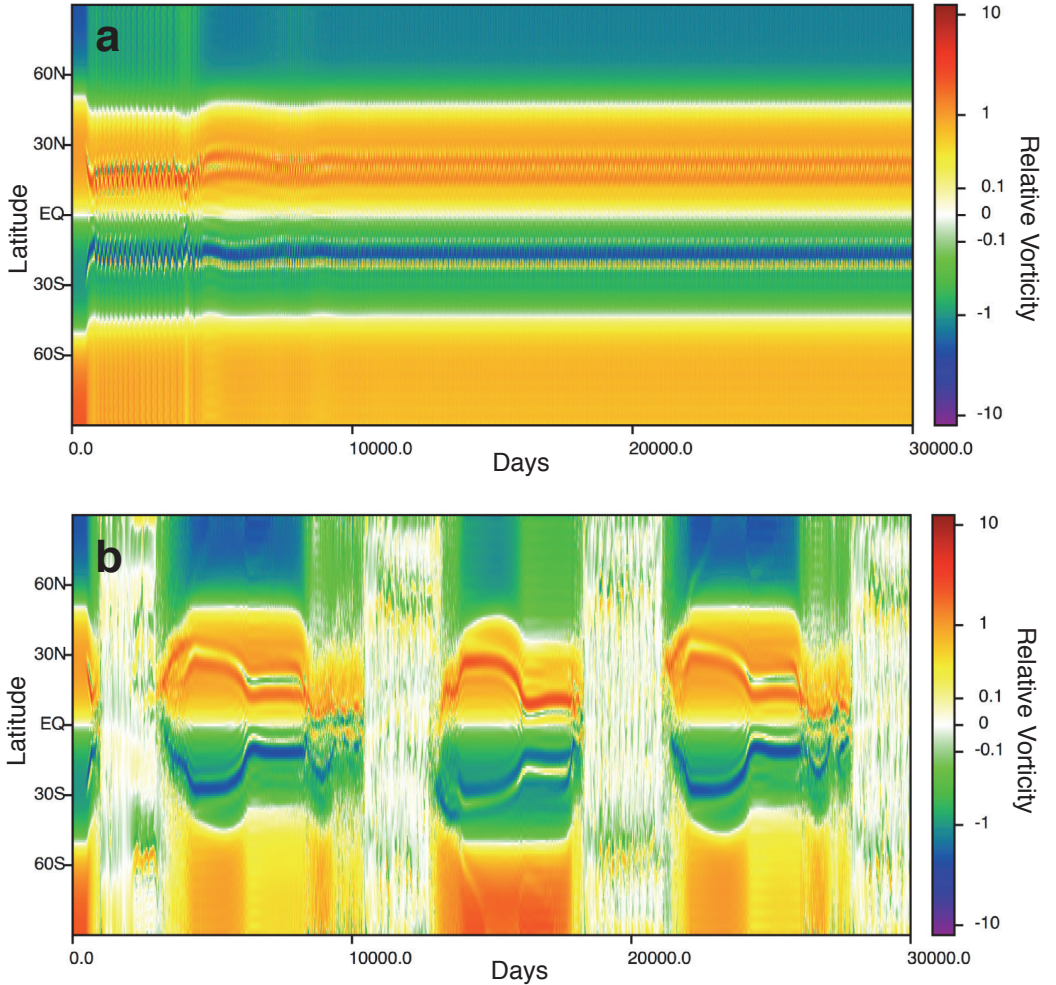 a
10
60N
1
30N
0.1
EQ
0
-0.1
30S
-1
60S
-10
Latitude
Relative Vorticity
0.0
10000.0
20000.0
30000.0
Days
b
10
60N
1
30N
0.1
EQ
0
-0.1
30S
-1
60S
-10
Latitude
Relative Vorticity
0.0
10000.0
20000.0
30000.0
Days